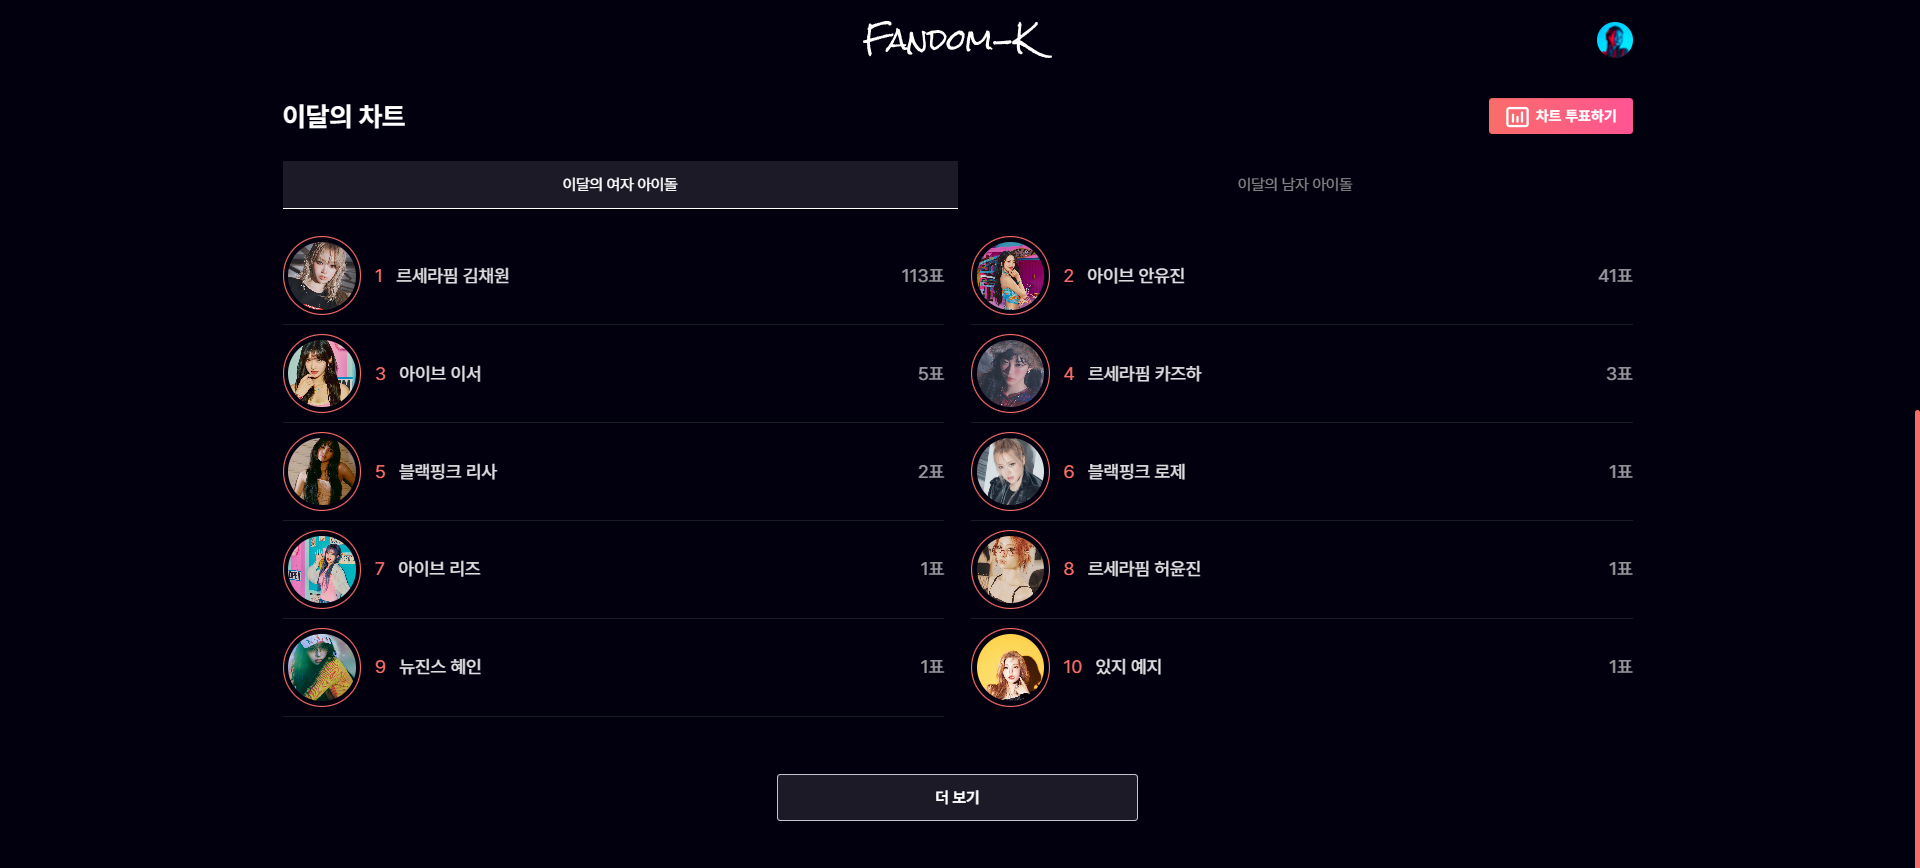 Fandom-K
이달의 차트
차트 투표하기
이달의 여자 아이돌
이달의 남자 아이돌
1 르세라핌 김채원 113표
2 아이브 안유진 41표
3 아이브 이서 5표
4 르세라핌 카즈하 3표
5 블랙핑크 리사 2표
6 블랙핑크 로제 1표
7 아이브 리즈 1표
8 르세라핌 허윤진 1표
9 뉴진스 혜인 1표
10 있지 예지 1표
더 보기